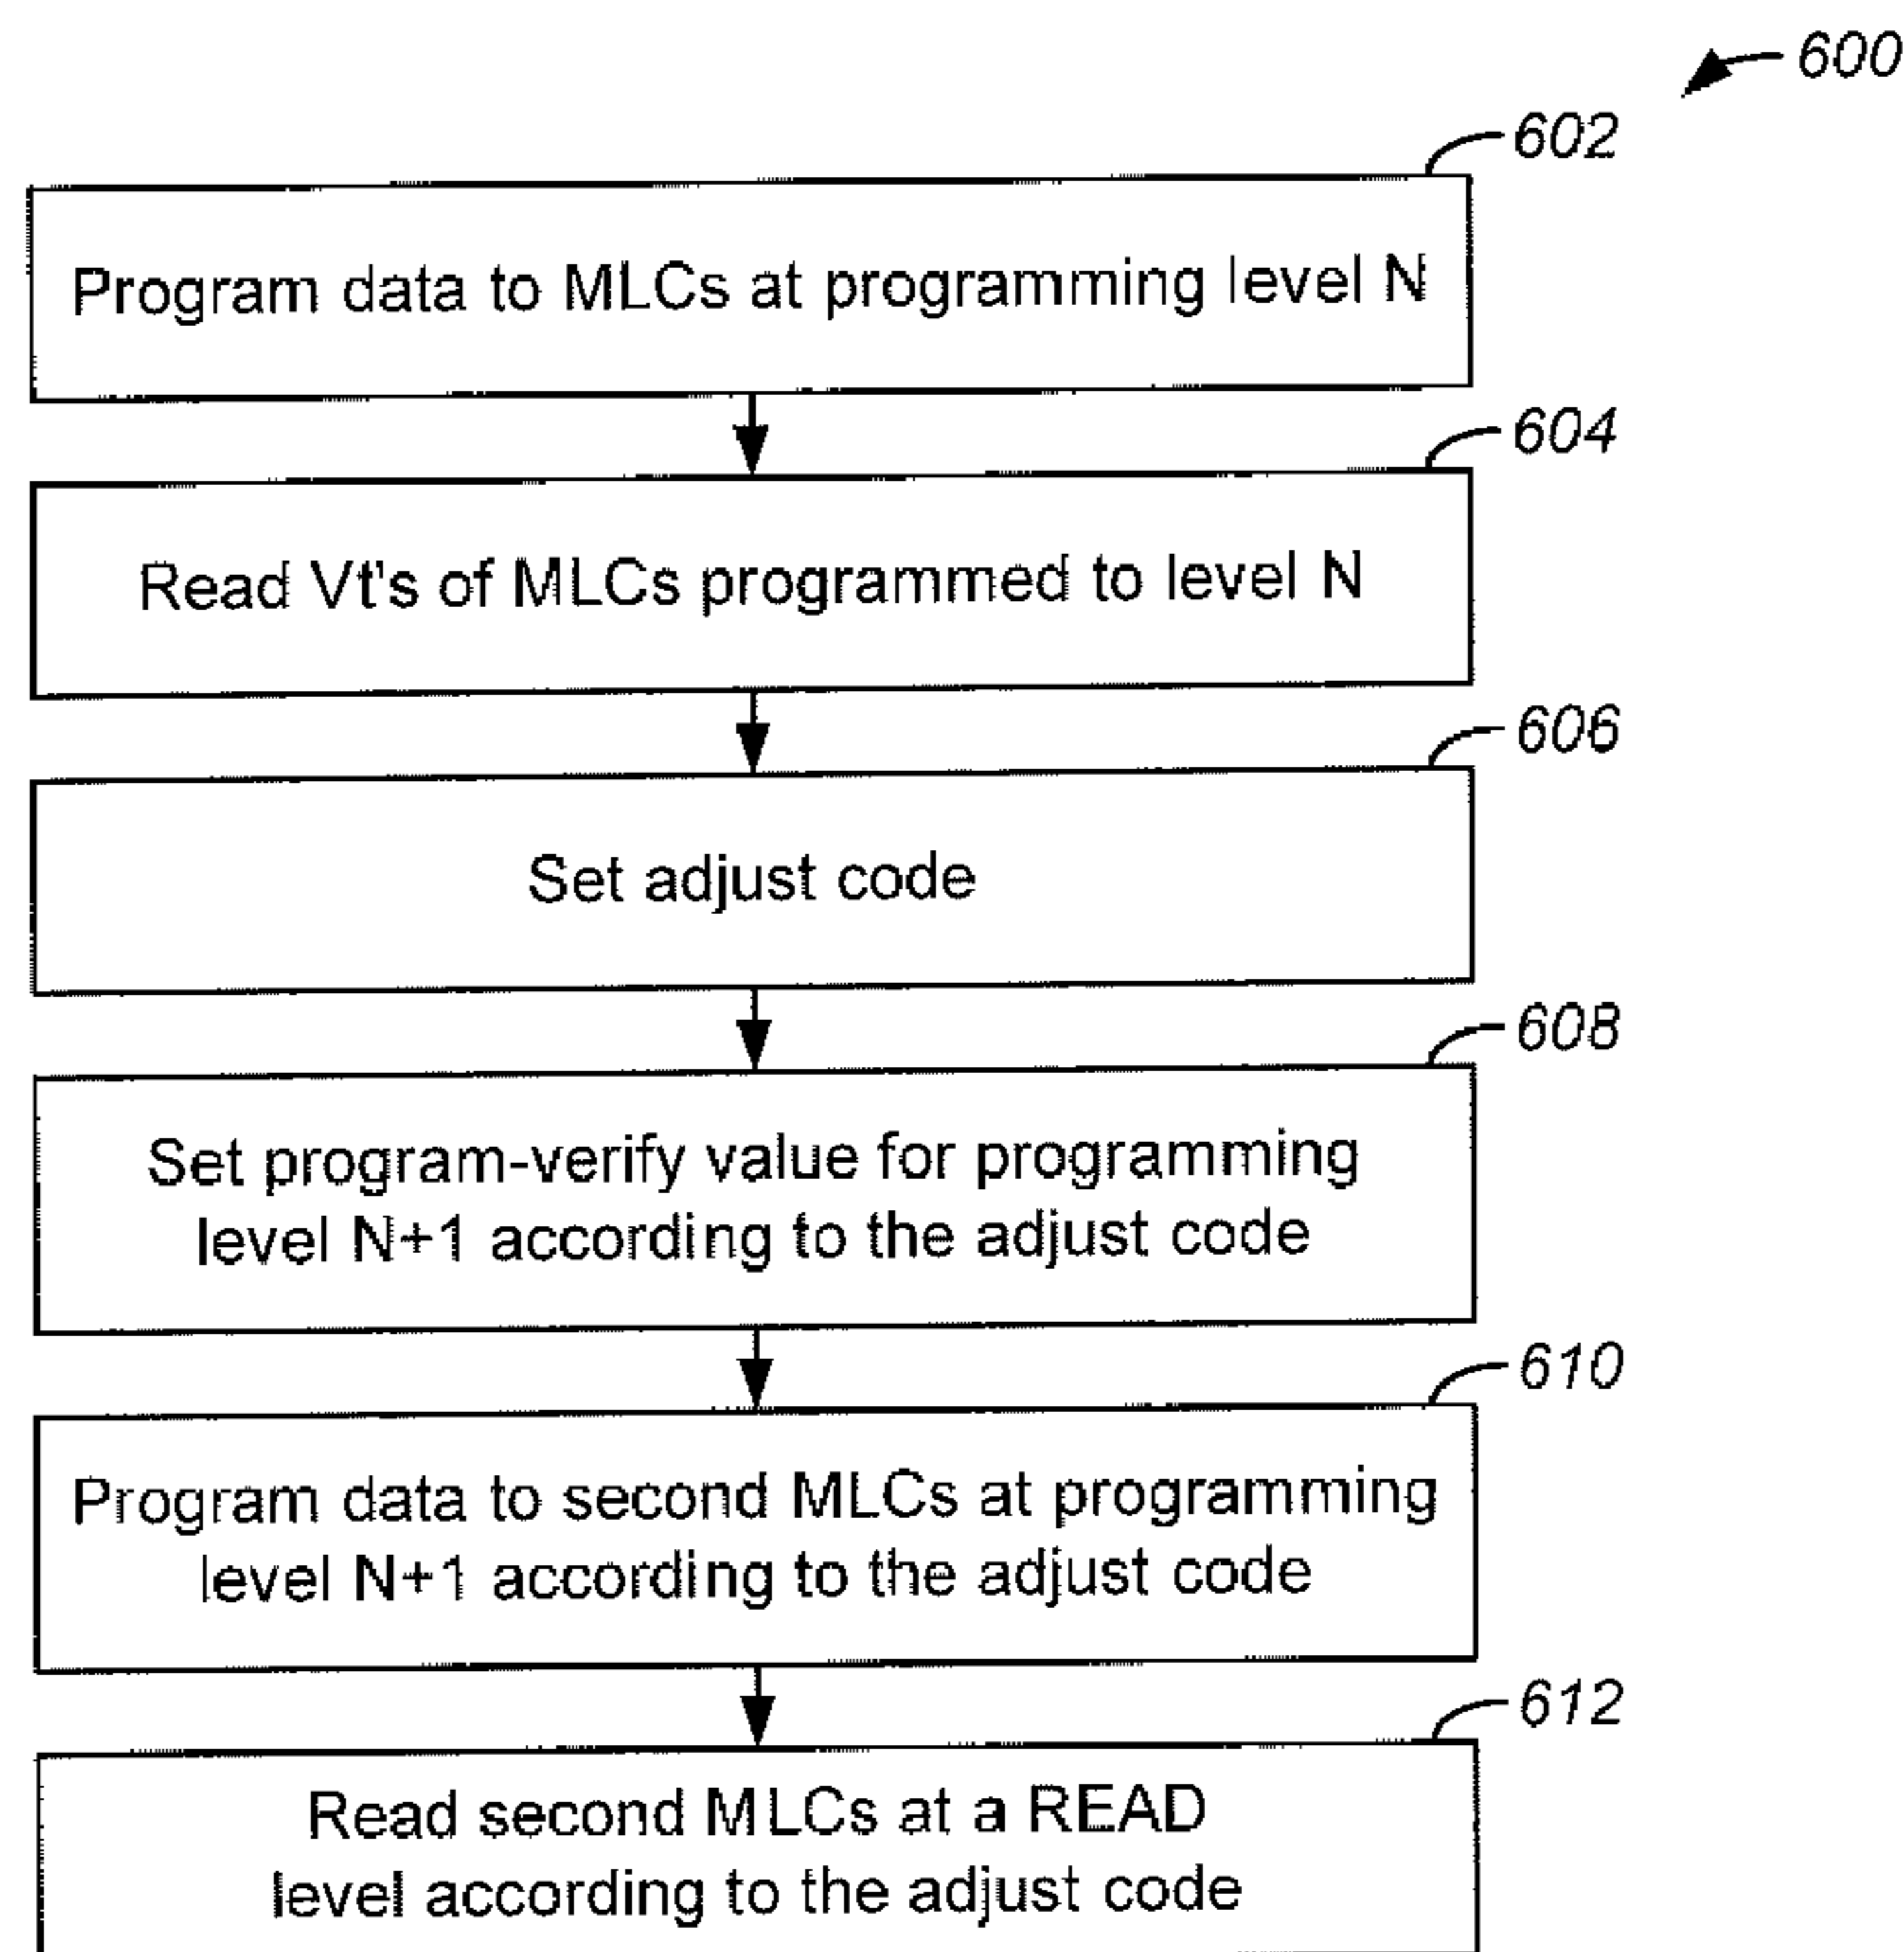 600
602
Program data to MLCs at programming level N
604
Read Vt's of MLCs programmed to level N
606
Set adjust code
608
Set program-verify value for programming
level N+1 according to the adjust code
610
Program data to second MLCs at programming
level N+1 according to the adjust code
612
Read second MLCs at a READ
level according to the adjust code